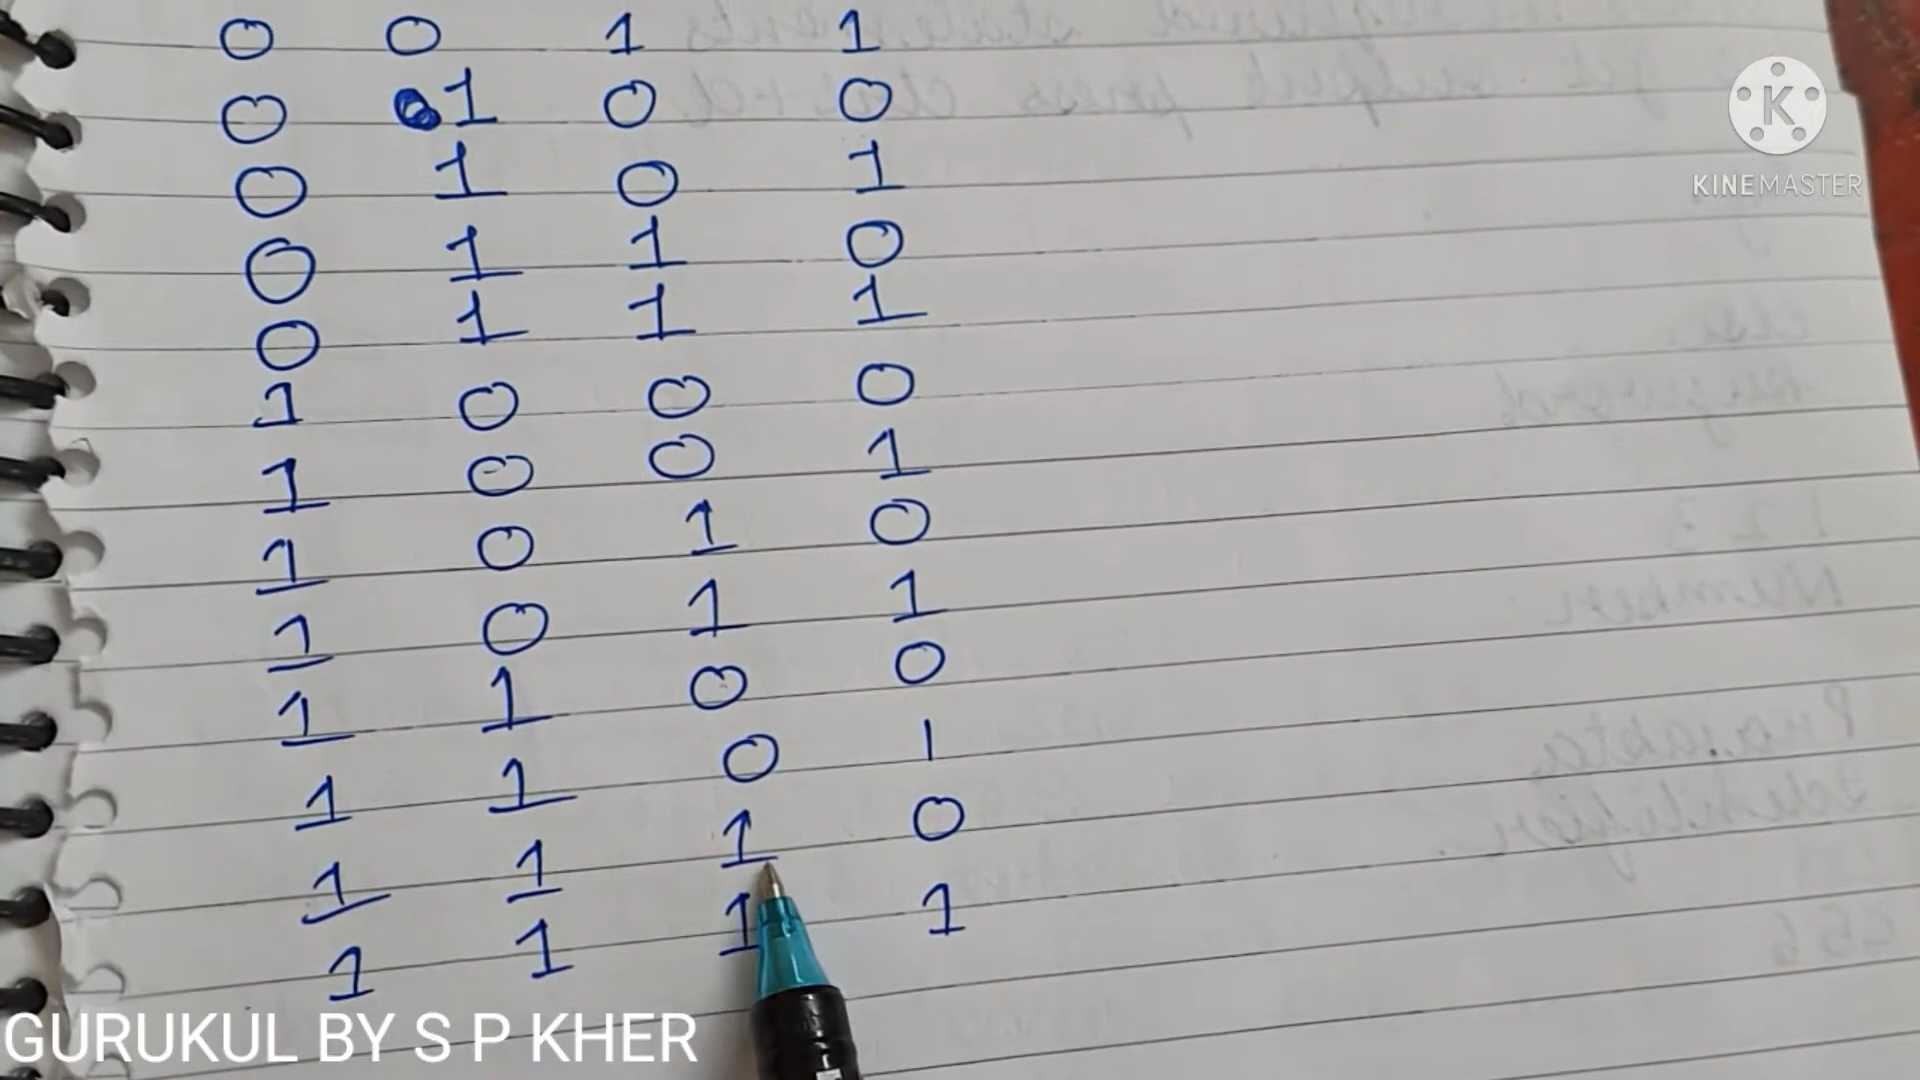 0 0 1 1
0 1 0 0
0 1 0 1
0 1 1 0
0 1 1 1
1 0 0 0
1 0 0 1
1 0 1 0
1 0 1 1
1 1 0 0
1 1 0 1
1 1 1 0
1 1 1 1
K
KINEMASTER
GURUKUL BY S P KHER